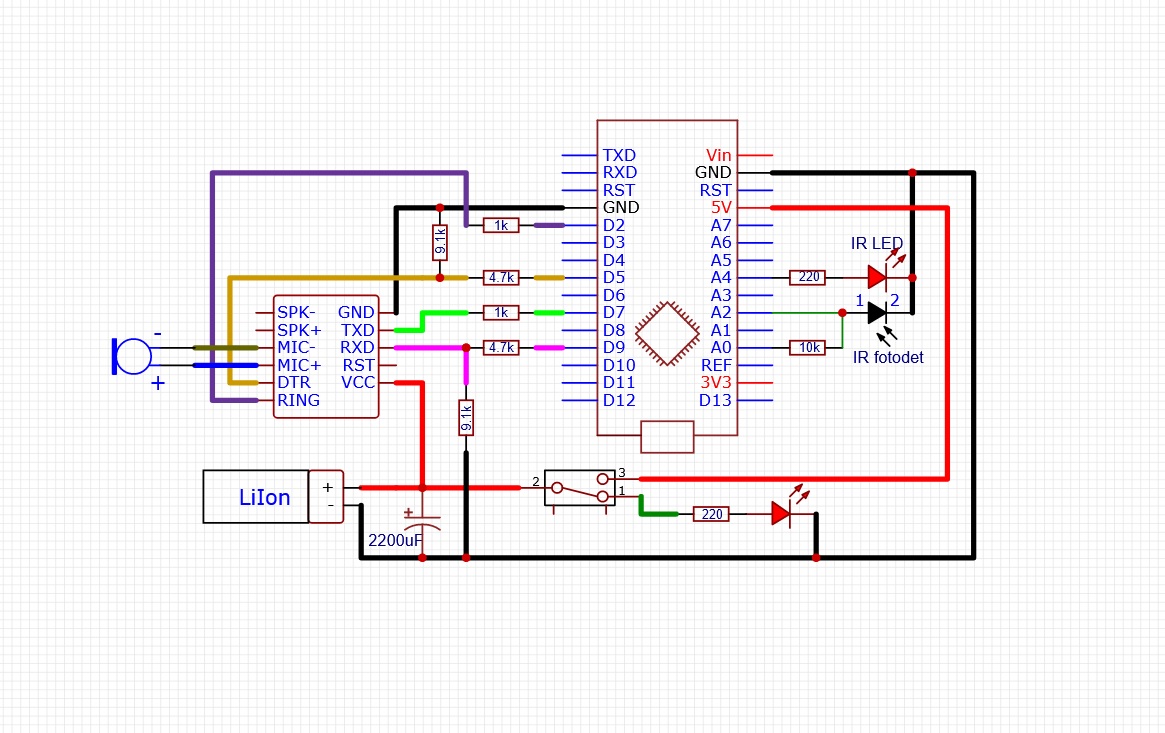 TXD
RXD
RST
GND
D2
D3
D4
D5
D6
D7
D8
D9
D10
D11
D12
Vin
GND
RST
5V
A7
A6
A5
A4
A3
A2
A1
A0
REF
3V3
D13
1k
9.1k
4.7k
1k
4.7k
9.1k
220
10k
IR LED
1 2
IR fotodet
SPK-
SPK+
MIC-
MIC+
DTR
RING
GND
TXD
RXD
RST
VCC
-
+
LiIon
+
-
+
2200uF
2
3
1
220